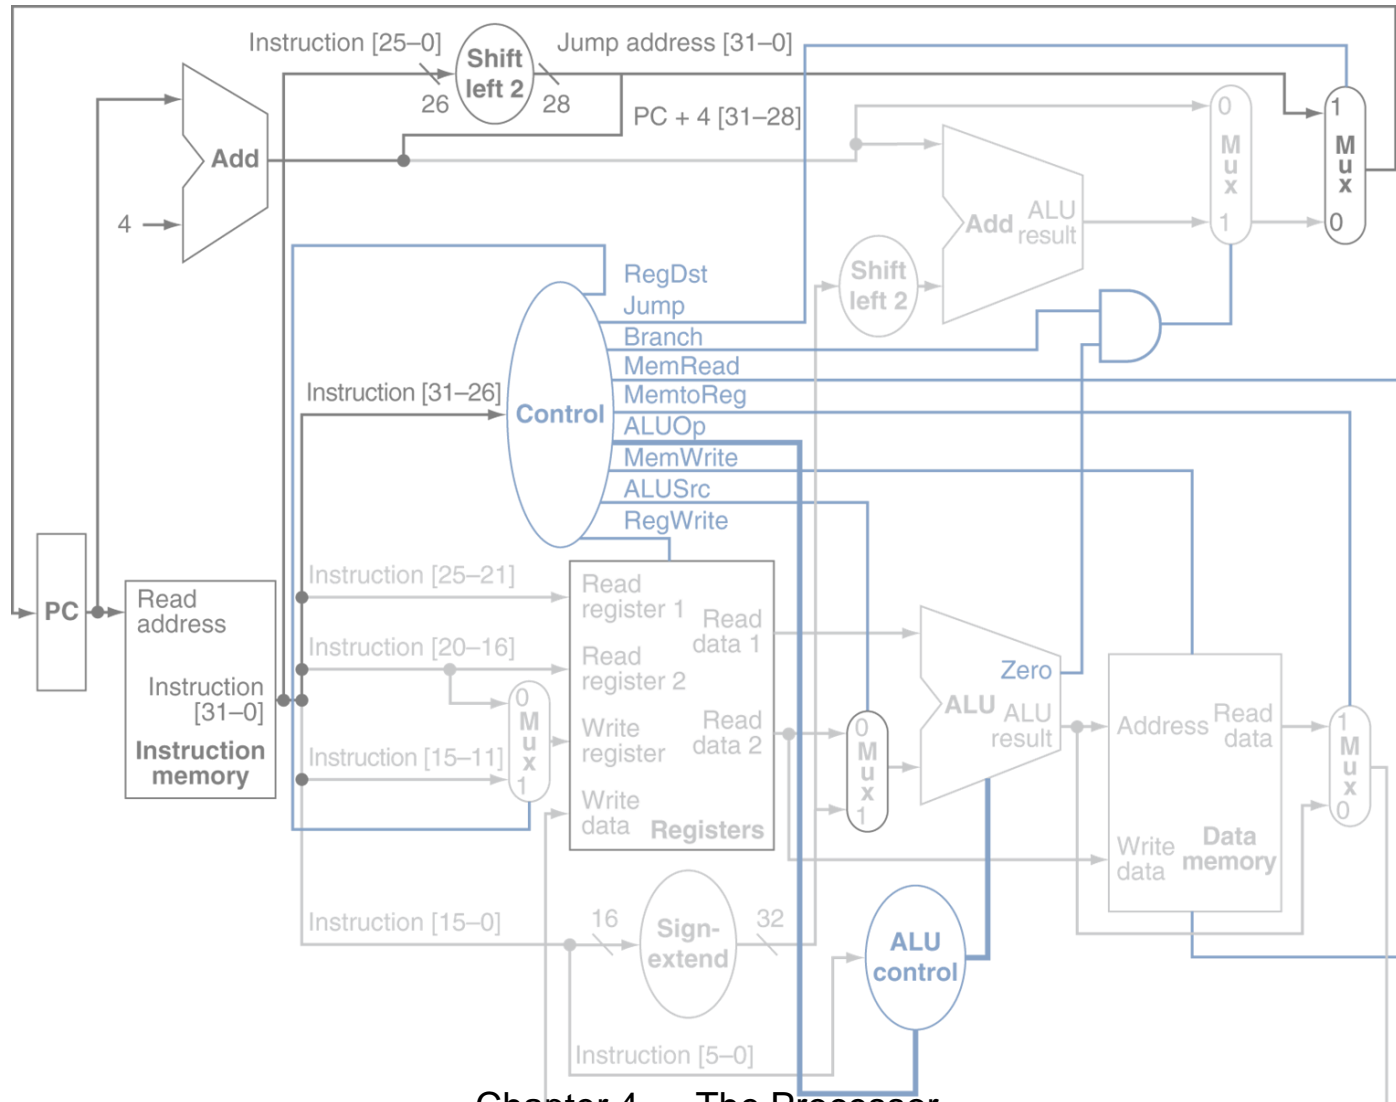 Instruction [25–0]
Shift
left 2
Jump address [31–0]
26
28
PC + 4 [31–28]
Add
4
0
M
u
x
1
1
M
u
x
0
Add
ALU
result
Shift
left 2
RegDst
Jump
Branch
MemRead
MemtoReg
ALUOp
MemWrite
ALUSrc
RegWrite
Instruction [31–26]
Control
PC
Read
address
Instruction
[31–0]
Instruction
memory
Instruction [25–21]
Instruction [20–16]
Instruction [15–11]
0
M
u
x
1
Read
register 1
Read
register 2
Write
register
Write
data
Read
data 1
Read
data 2
Registers
0
M
u
x
1
Zero
ALU
ALU
result
Address
Read
data
Write
data
Data
memory
1
M
u
x
0
Instruction [15–0]
16
Sign-
extend
32
ALU
control
Instruction [5–0]
Chapter 4 — The Processor